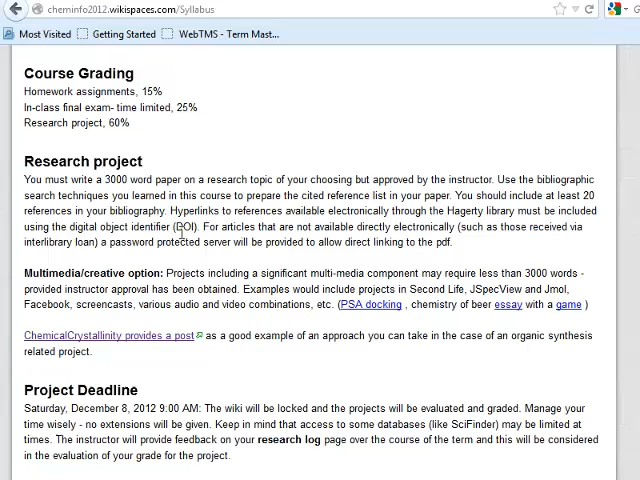 cheminfo2012.wikispaces.com/Syllabus
Most Visited Getting Started WebTMS - Term Mast...
Course Grading
Homework assignments, 15%
In-class final exam- time limited, 25%
Research project, 60%
Research project
You must write a 3000 word paper on a research topic of your choosing but approved by the instructor. Use the bibliographic
search techniques you learned in this course to prepare the cited reference list in your paper. You should include at least 20
references in your bibliography. Hyperlinks to references available electronically through the Hagerty library must be included
using the digital object identifier (DOI). For articles that are not available directly electronically (such as those received via
interlibrary loan) a password protected server will be provided to allow direct linking to the pdf.
Multimedia/creative option: Projects including a significant multi-media component may require less than 3000 words -
provided instructor approval has been obtained. Examples would include projects in Second Life, JSpecView and Jmol,
Facebook, screencasts, various audio and video combinations, etc. (PSA docking , chemistry of beer essay with a game )
ChemicalCrystallinity provides a post as a good example of an approach you can take in the case of an organic synthesis
related project.
Project Deadline
Saturday, December 8, 2012 9:00 AM: The wiki will be locked and the projects will be evaluated and graded. Manage your
time wisely - no extensions will be given. Keep in mind that access to some databases (like SciFinder) may be limited at
times. The instructor will provide feedback on your research log page over the course of the term and this will be considered
in the evaluation of your grade for the project.